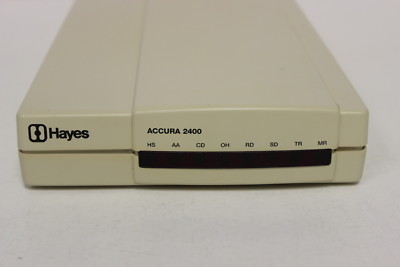 Hayes
ACCURA 2400
HS AA CD OH RD SD TR MR